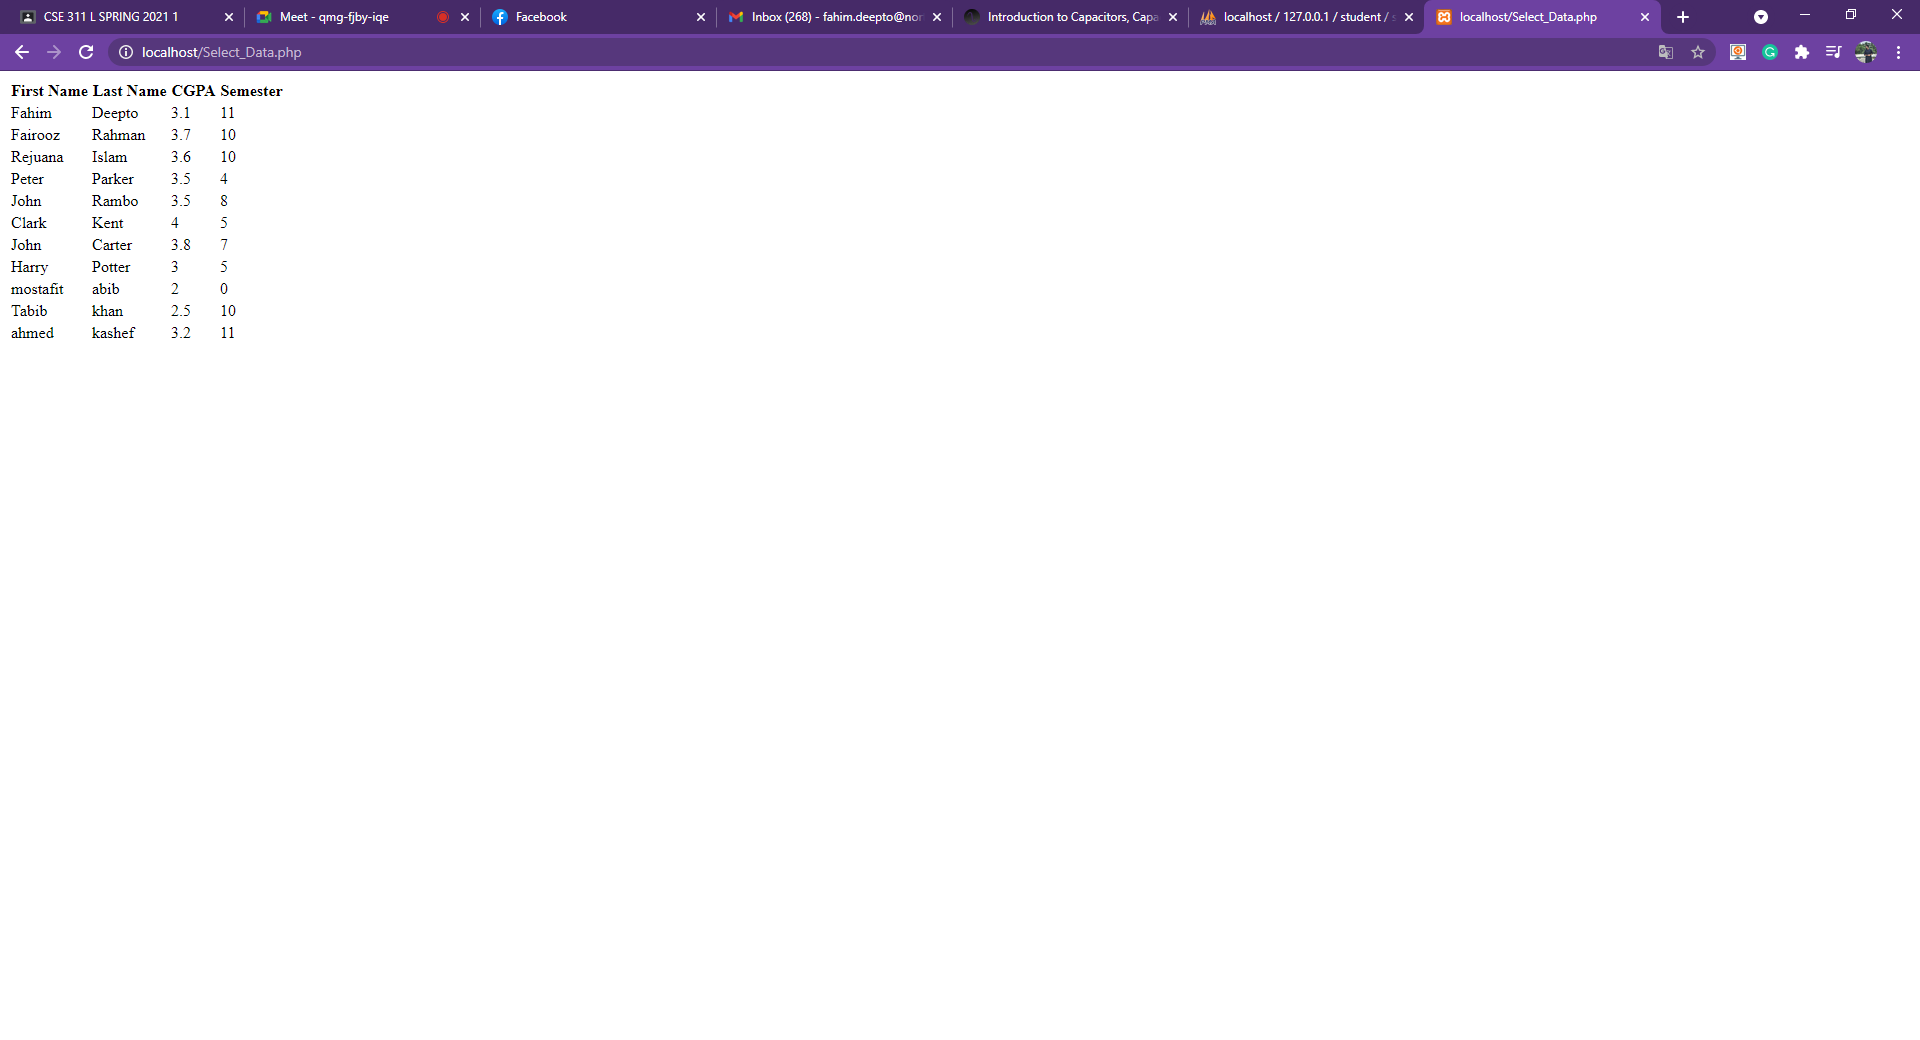 CSE 311 L SPRING 2021 1 Meet - qmg-fjby-iqe Facebook Inbox (268) - fahim.deepto@nor Introduction to Capacitors, Capa localhost / 127.0.0.1 / student / s localhost/Select_Data.php
localhost/Select_Data.php
First Name Last Name CGPA Semester
Fahim Deepto 3.1 11
Fairooz Rahman 3.7 10
Rejuana Islam 3.6 10
Peter Parker 3.5 4
John Rambo 3.5 8
Clark Kent 4 5
John Carter 3.8 7
Harry Potter 3 5
mostafit abib 2 0
Tabib khan 2.5 10
ahmed kashef 3.2 11